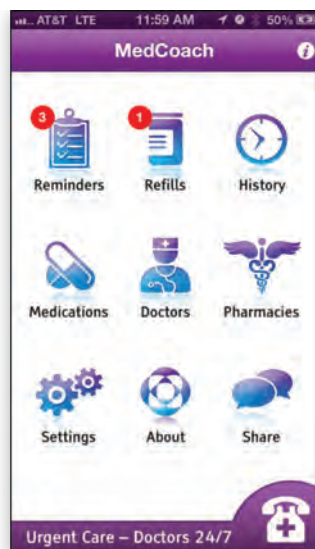 AT&T LTE 11:59 AM 50%
MedCoach i
3 1
Reminders Refills History
Medications Doctors Pharmacies
Settings About Share
Urgent Care – Doctors 24/7